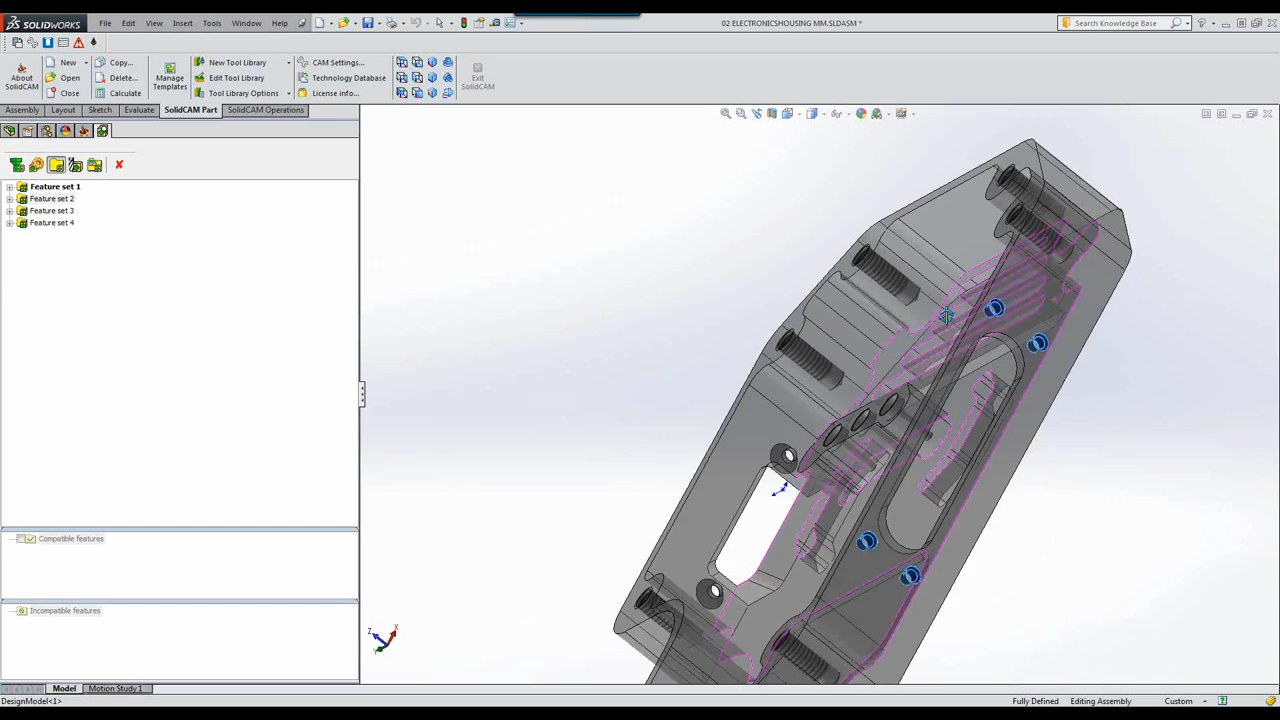 SOLIDWORKS File Edit View Insert Tools Window Help 02 ELECTRONICSHOUSING MM.SLDASM * Search Knowledge Base
New Copy... New Tool Library CAM Settings...
Open Delete... Edit Tool Library Technology Database
Close Calculate Tool Library Options License info...
About SolidCAM
Manage Templates
Exit SolidCAM
Assembly Layout Sketch Evaluate SolidCAM Part SolidCAM Operations
Feature set 1
Feature set 2
Feature set 3
Feature set 4
Compatible features
Incompatible features
Z X Y
Model Motion Study 1
DesignModel<1> Fully Defined Editing Assembly Custom